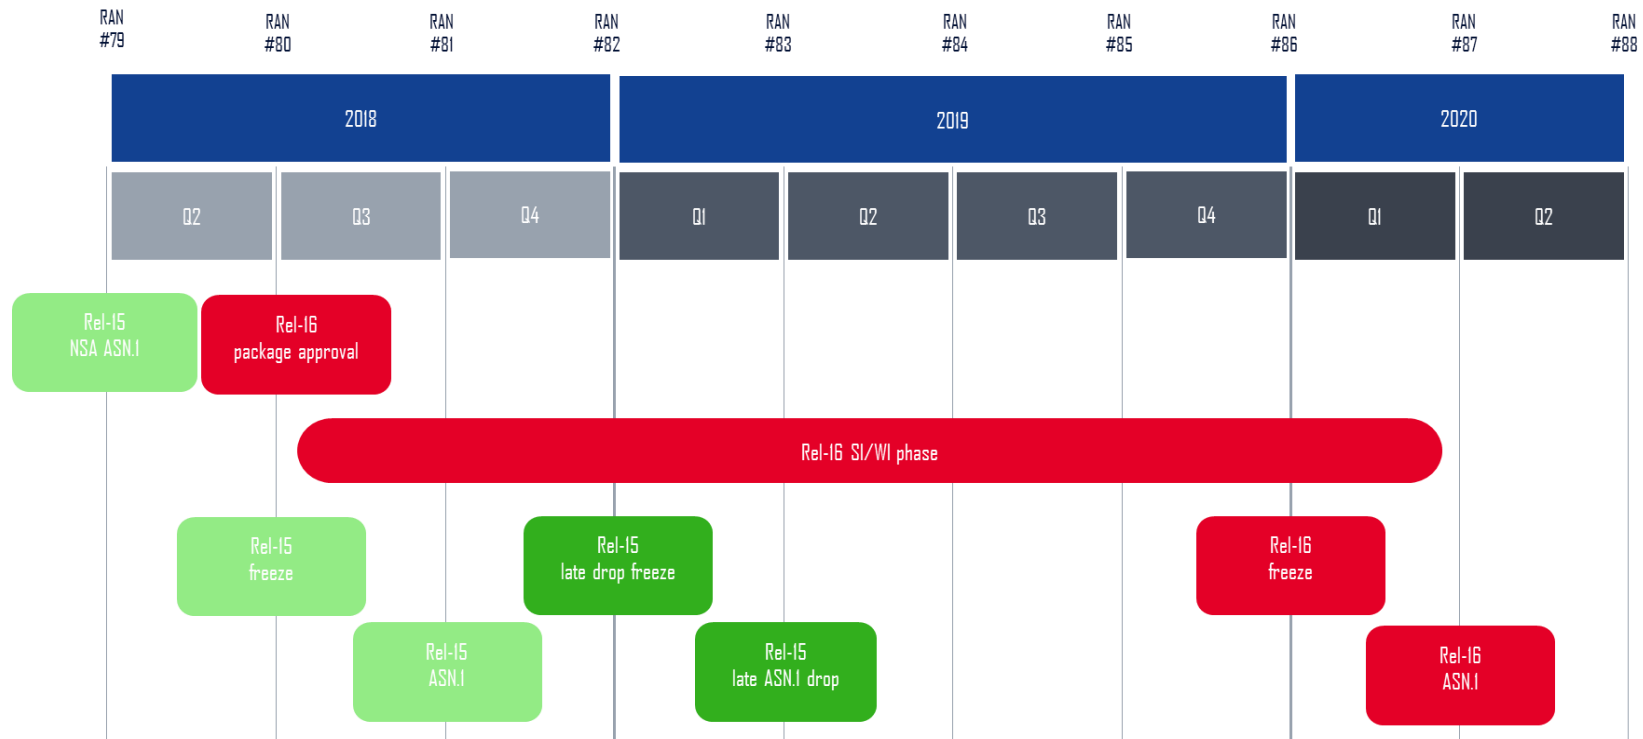 RAN
#79
RAN
#80
RAN
#81
RAN
#82
RAN
#83
RAN
#84
RAN
#85
RAN
#86
RAN
#87
RAN
#88
2018
2019
2020
Q2
Q3
Q4
Q1
Q2
Q3
Q4
Q1
Q2
Rel-15
NSA ASN.1
Rel-16
package approval
Rel-16 SI/WI phase
Rel-15
freeze
Rel-15
late drop freeze
Rel-16
freeze
Rel-15
ASN.1
Rel-15
late ASN.1 drop
Rel-16
ASN.1